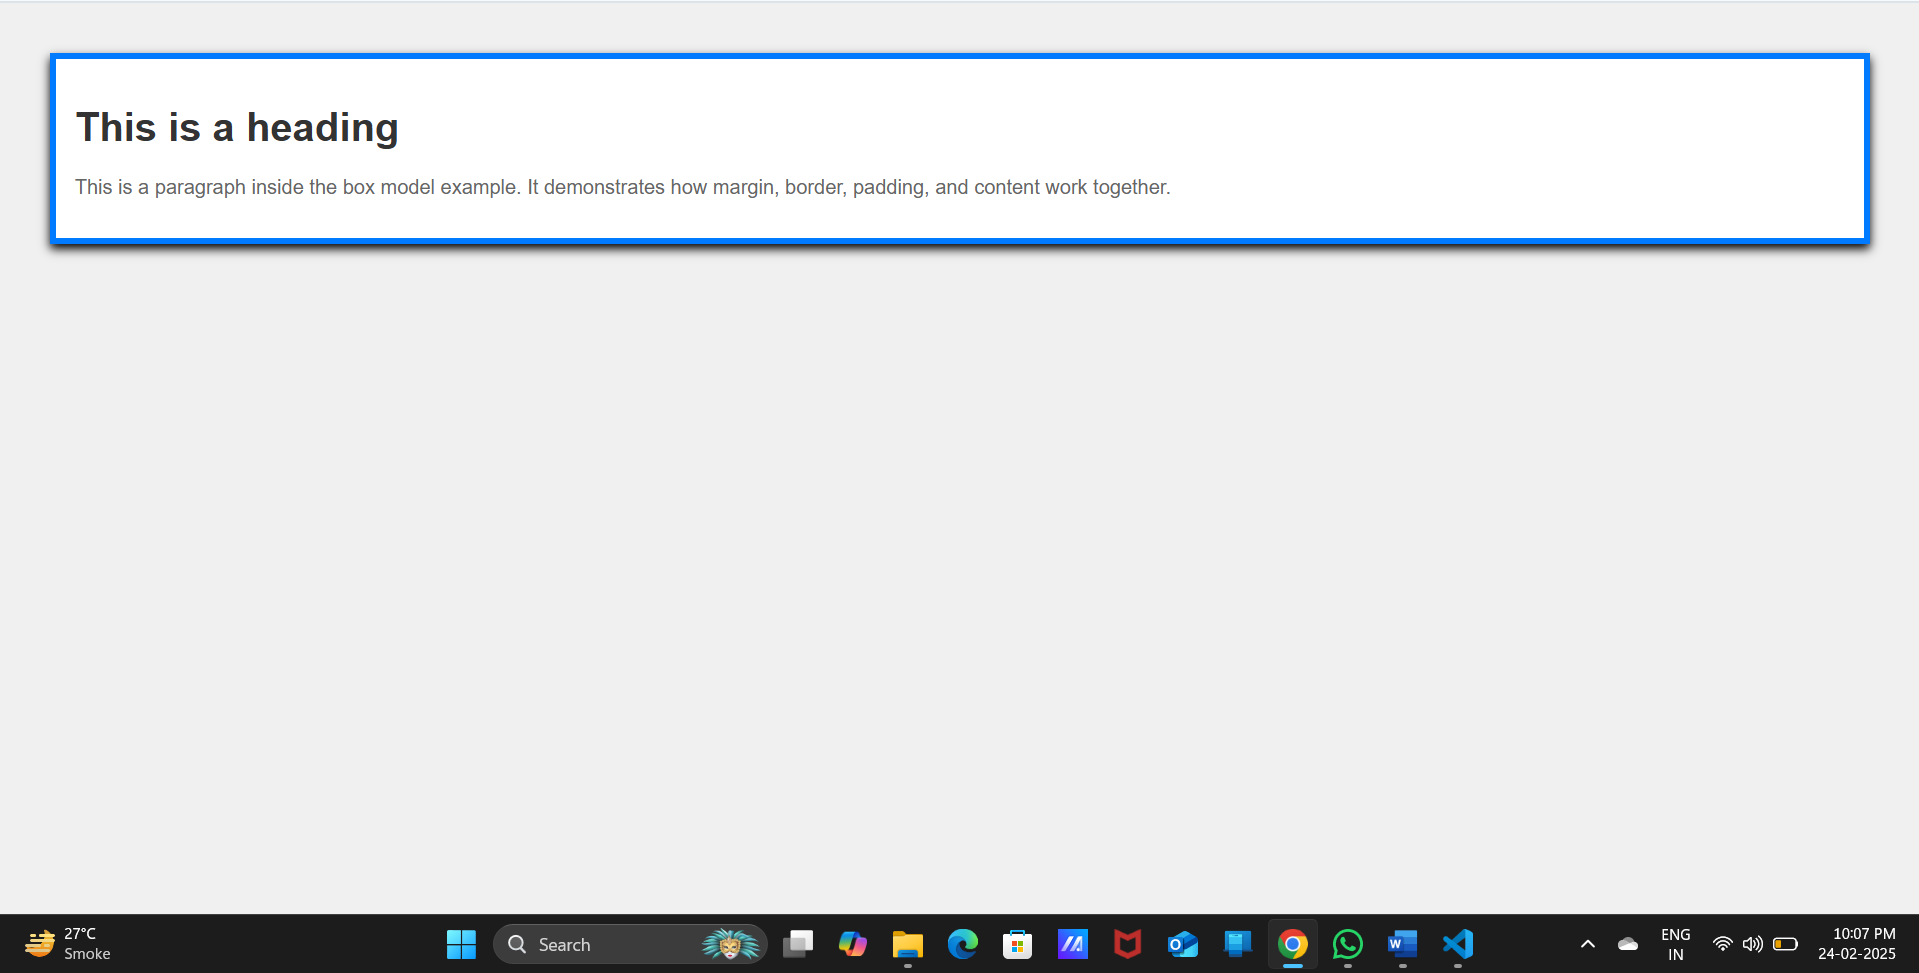 This is a heading
This is a paragraph inside the box model example. It demonstrates how margin, border, padding, and content work together.
27°C
Smoke
Search
ENG
IN
10:07 PM
24-02-2025